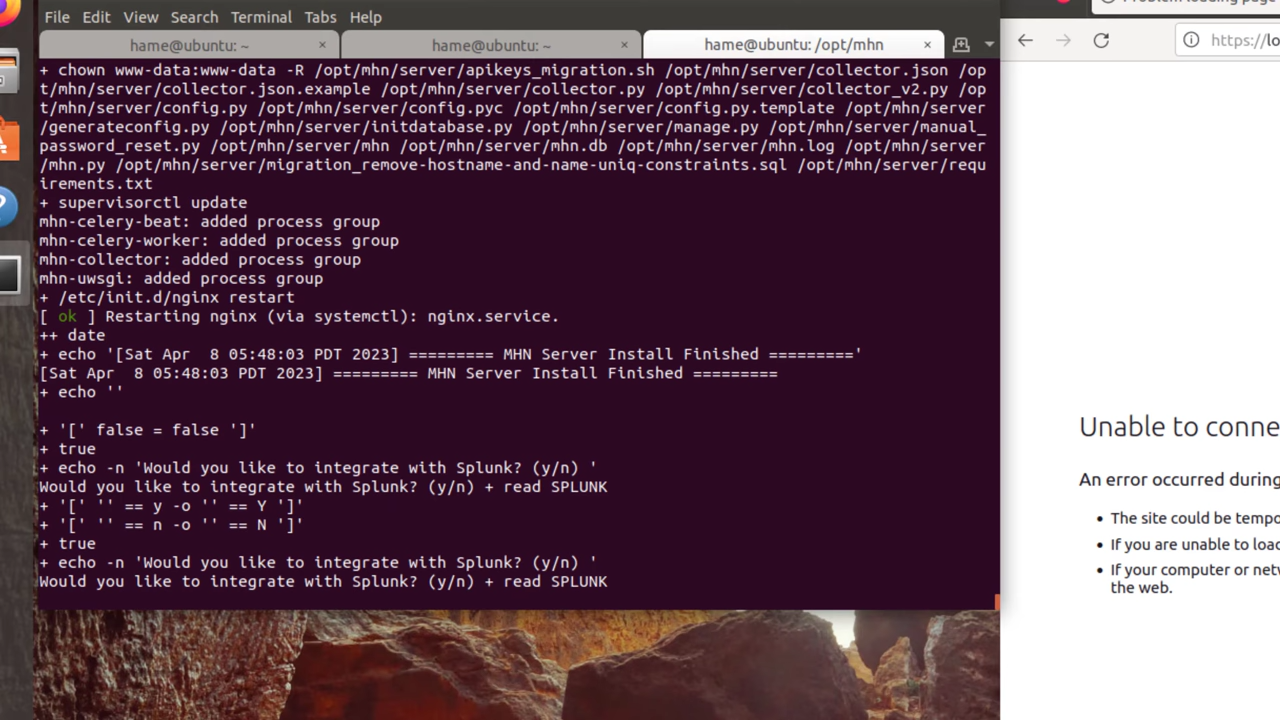 Problem loading page
File Edit View Search Terminal Tabs Help
hame@ubuntu: ~ × hame@ubuntu: ~ × hame@ubuntu: /opt/mhn ×
https://lo
+ chown www-data:www-data -R /opt/mhn/server/apikeys_migration.sh /opt/mhn/server/collector.json /op
t/mhn/server/collector.json.example /opt/mhn/server/collector.py /opt/mhn/server/collector_v2.py /op
t/mhn/server/config.py /opt/mhn/server/config.pyc /opt/mhn/server/config.py.template /opt/mhn/server
/generateconfig.py /opt/mhn/server/initdatabase.py /opt/mhn/server/manage.py /opt/mhn/server/manual_
password_reset.py /opt/mhn/server/mhn /opt/mhn/server/mhn.db /opt/mhn/server/mhn.log /opt/mhn/server
/mhn.py /opt/mhn/server/migration_remove-hostname-and-name-uniq-constraints.sql /opt/mhn/server/requ
irements.txt
+ supervisorctl update
mhn-celery-beat: added process group
mhn-celery-worker: added process group
mhn-collector: added process group
mhn-uwsgi: added process group
+ /etc/init.d/nginx restart
[ ok ] Restarting nginx (via systemctl): nginx.service.
++ date
+ echo '[Sat Apr  8 05:48:03 PDT 2023] ========= MHN Server Install Finished ========='
[Sat Apr  8 05:48:03 PDT 2023] ========= MHN Server Install Finished =========
+ echo ''
+ '[' false = false ']'
+ true
+ echo -n 'Would you like to integrate with Splunk? (y/n) '
Would you like to integrate with Splunk? (y/n) + read SPLUNK
+ '[' '' == y -o '' == Y ']'
+ '[' '' == n -o '' == N ']'
+ true
+ echo -n 'Would you like to integrate with Splunk? (y/n) '
Would you like to integrate with Splunk? (y/n) + read SPLUNK
Unable to conne
An error occurred during
• The site could be tempo
• If you are unable to load
• If your computer or netw
the web.